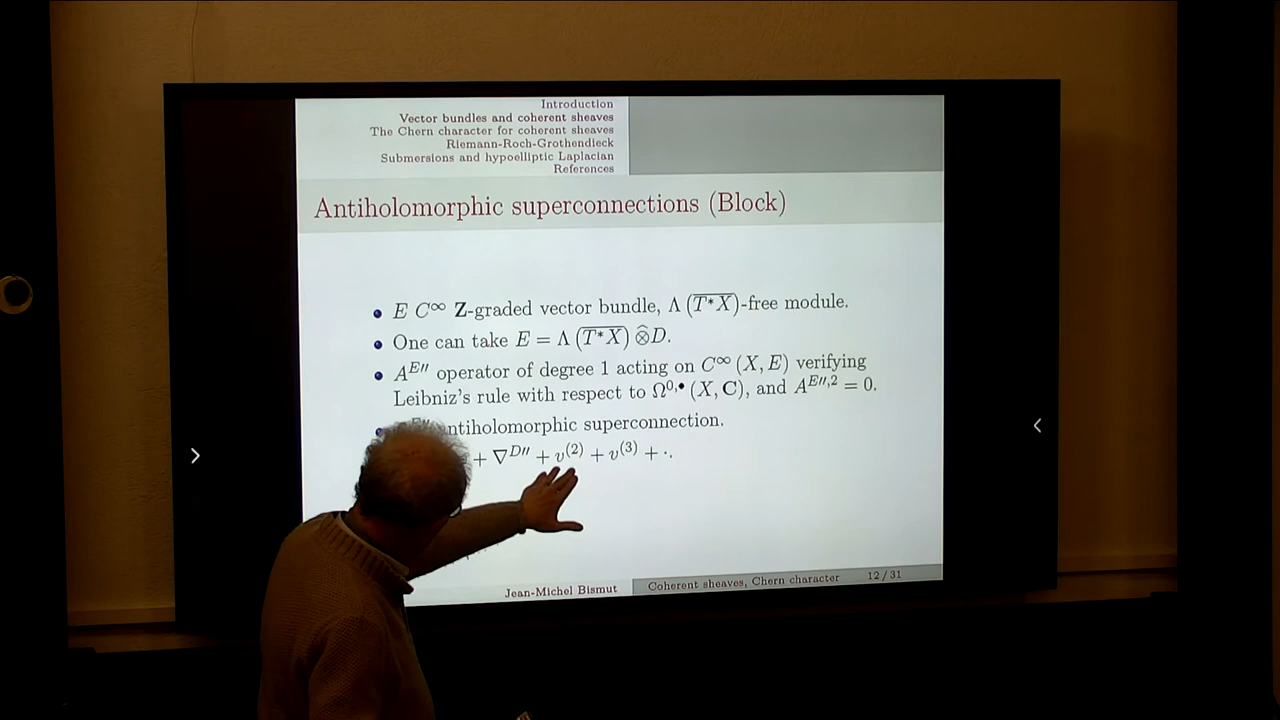 Introduction
Vector bundles and coherent sheaves
The Chern character for coherent sheaves
Riemann-Roch-Grothendieck
Submersions and hypoelliptic Laplacian
References
Antiholomorphic superconnections (Block)
E C^∞ Z-graded vector bundle, Λ(\overline{T*X})-free module.
One can take E = Λ(\overline{T*X}) ⊗̂ D.
A^{E''} operator of degree 1 acting on C^∞(X, E) verifying
Leibniz's rule with respect to Ω^{0,•}(X, C), and A^{E'',2} = 0.
antiholomorphic superconnection.
+ ∇^{D''} + v^{(2)} + v^{(3)} + ·.
Jean-Michel Bismut
Coherent sheaves, Chern character
12 / 31